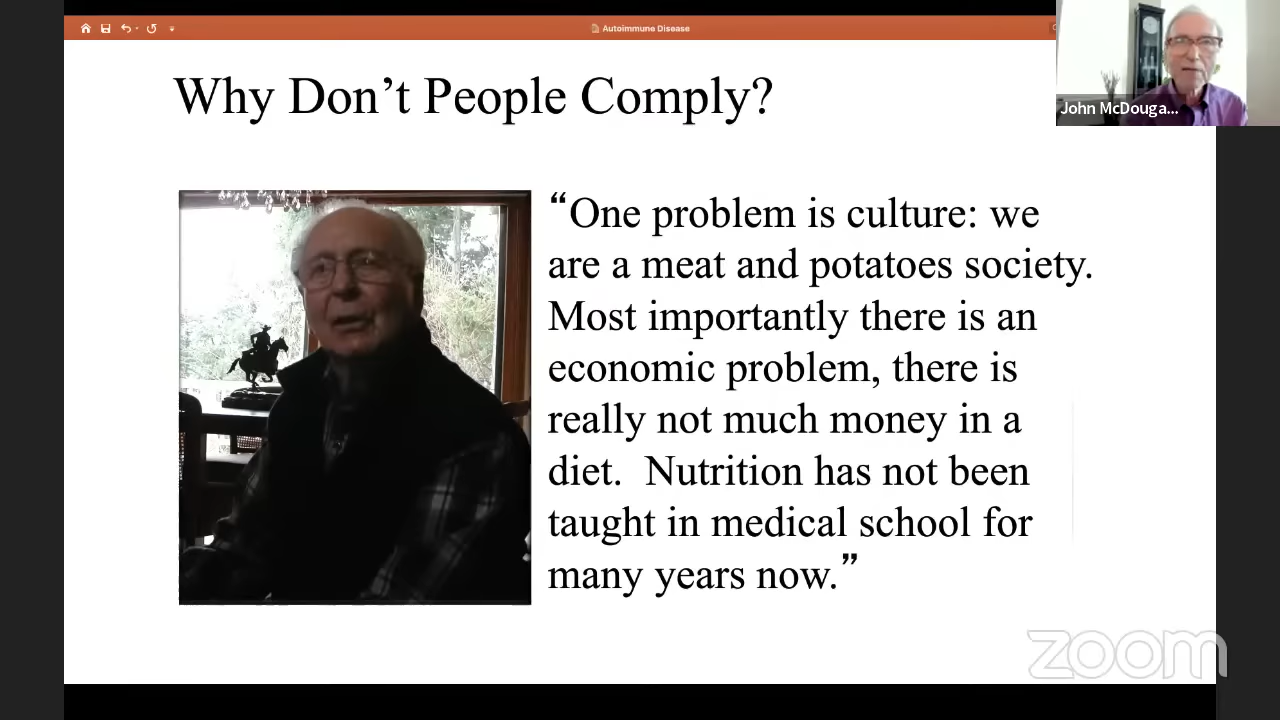 Autoimmune Disease
John McDouga...
Why Don’t People Comply?
“One problem is culture: we
are a meat and potatoes society.
Most importantly there is an
economic problem, there is
really not much money in a
diet.  Nutrition has not been
taught in medical school for
many years now.”
zoom